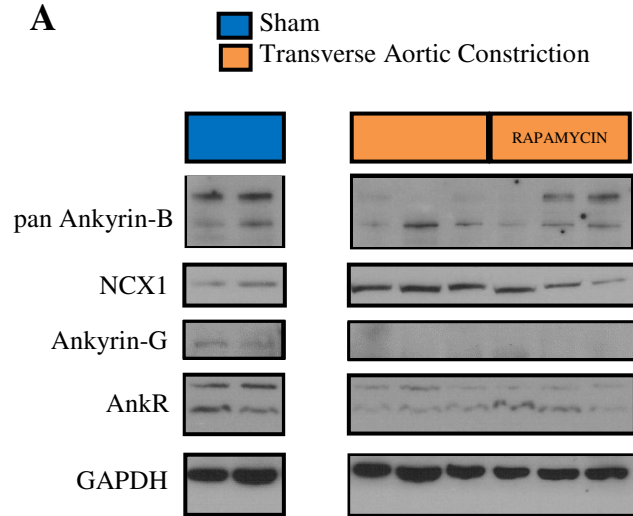 A
Sham
Transverse Aortic Constriction
RAPAMYCIN
pan Ankyrin-B
NCX1
Ankyrin-G
AnkR
GAPDH